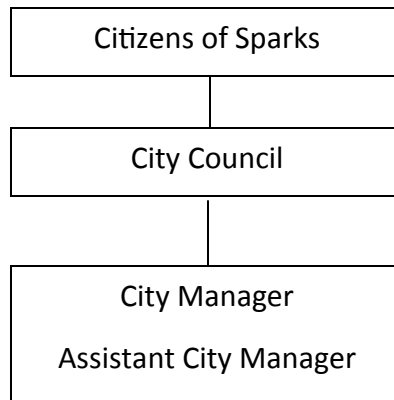 Citizens of Sparks
City Council
City Manager
Assistant City Manager